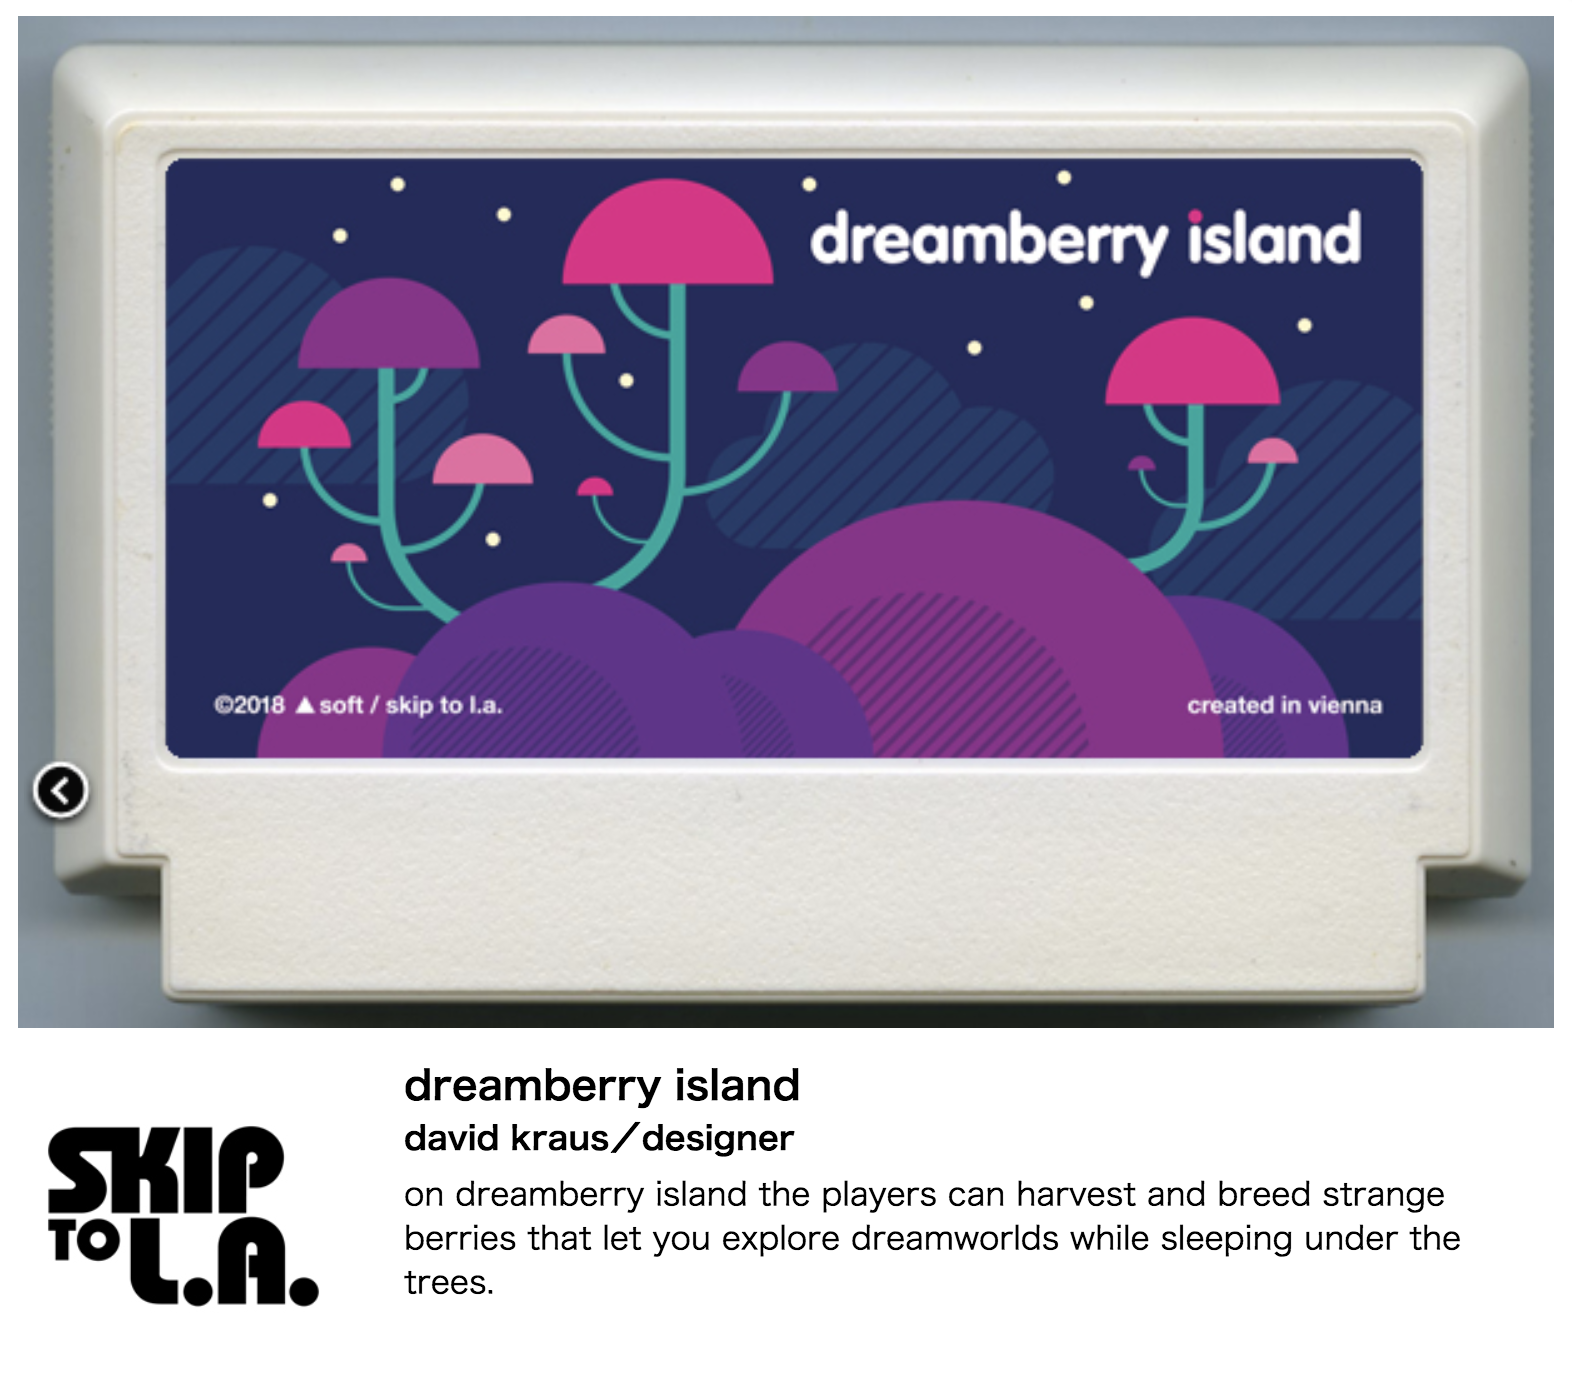 dreamberry island
©2018 ▲ soft / skip to l.a.
created in vienna
SKIP
TO L.A.
dreamberry island
david kraus／designer
on dreamberry island the players can harvest and breed strange
berries that let you explore dreamworlds while sleeping under the
trees.